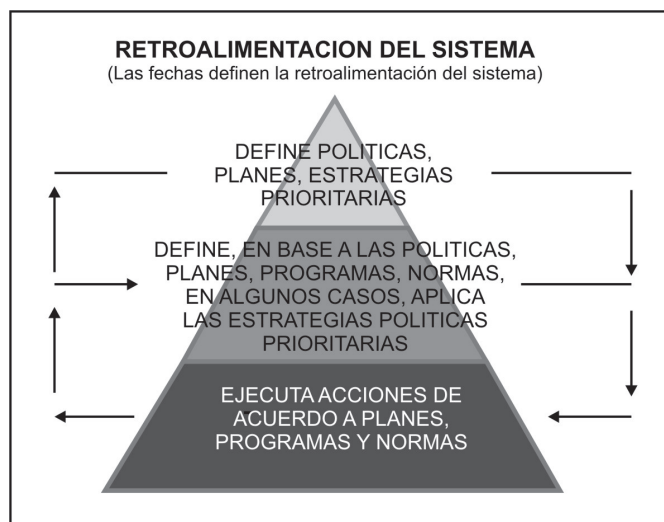 RETROALIMENTACION DEL SISTEMA
(Las fechas definen la retroalimentación del sistema)
DEFINE POLITICAS,
PLANES, ESTRATEGIAS
PRIORITARIAS
DEFINE, EN BASE A LAS POLITICAS,
PLANES, PROGRAMAS, NORMAS,
EN ALGUNOS CASOS, APLICA
LAS ESTRATEGIAS POLITICAS
PRIORITARIAS
EJECUTA ACCIONES DE
ACUERDO A PLANES,
PROGRAMAS Y NORMAS